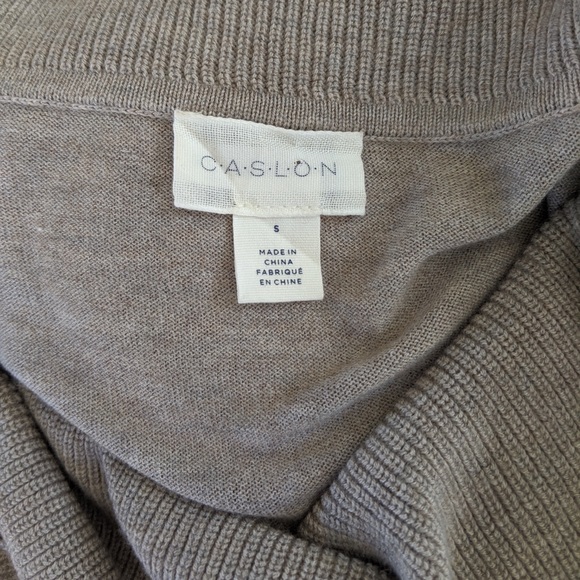 C·A·S·L·O·N
S
MADE IN
CHINA
FABRIQUÉ
EN CHINE